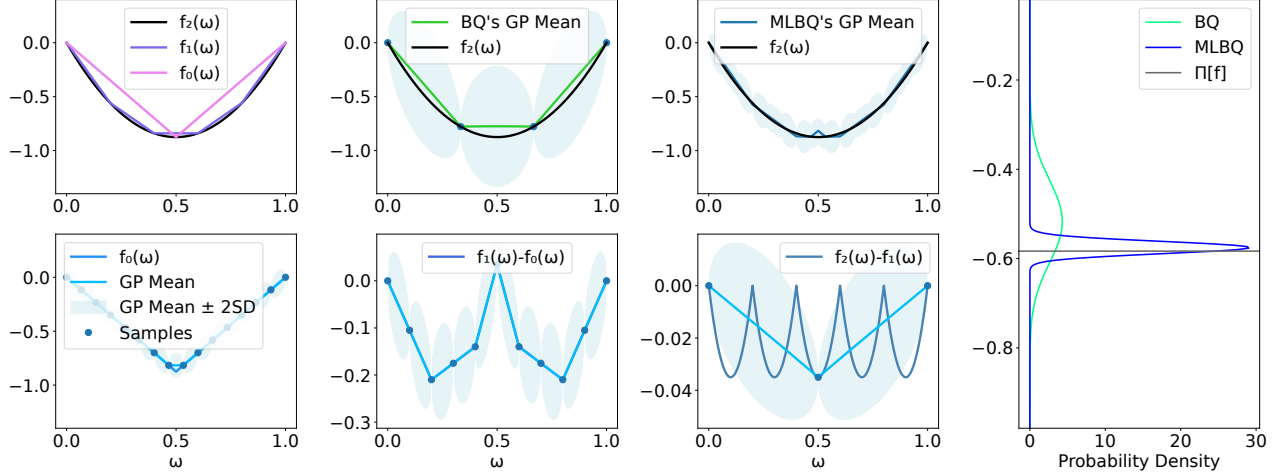 f₂(ω)
f₁(ω)
f₀(ω)
0.0
−0.5
−1.0
0.0
0.5
1.0
BQ's GP Mean
f₂(ω)
0.0
−0.5
−1.0
0.0
0.5
1.0
MLBQ's GP Mean
f₂(ω)
0.0
−0.5
−1.0
0.0
0.5
1.0
BQ
MLBQ
Π[f]
−0.2
−0.4
−0.6
−0.8
0
10
20
30
Probability Density
f₀(ω)
GP Mean
GP Mean ± 2SD
Samples
0.0
−0.5
−1.0
0.0
0.5
1.0
ω
f₁(ω)-f₀(ω)
0.0
−0.1
−0.2
−0.3
0.0
0.5
1.0
ω
f₂(ω)-f₁(ω)
0.00
−0.02
−0.04
0.0
0.5
1.0
ω